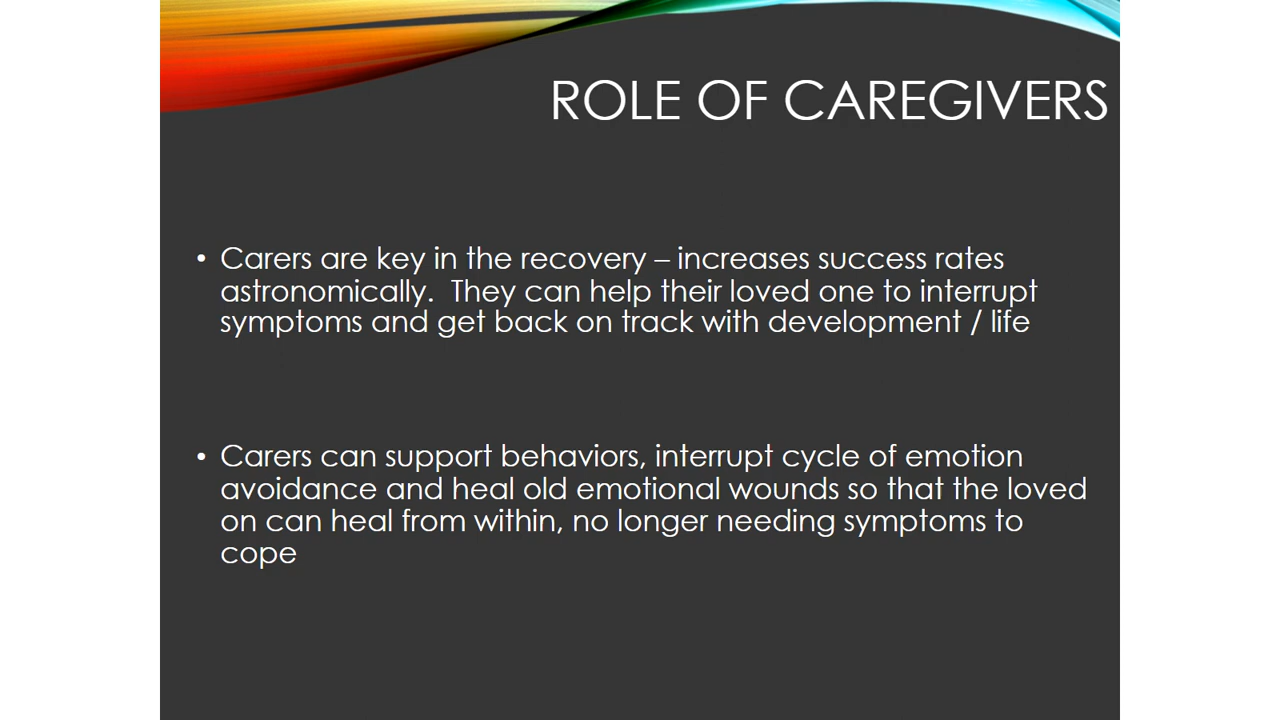 ROLE OF CAREGIVERS
• Carers are key in the recovery – increases success rates
astronomically.  They can help their loved one to interrupt
symptoms and get back on track with development / life
• Carers can support behaviors, interrupt cycle of emotion
avoidance and heal old emotional wounds so that the loved
on can heal from within, no longer needing symptoms to
cope